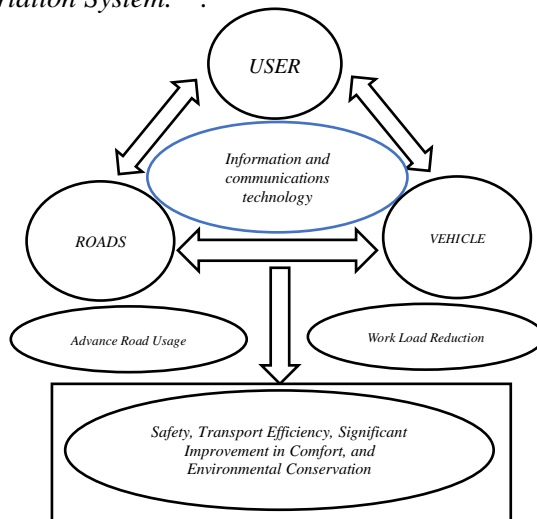 System.
USER
Information and
communications
technology
ROADS
VEHICLE
Advance Road Usage
Work Load Reduction
Safety, Transport Efficiency, Significant
Improvement in Comfort, and
Environmental Conservation